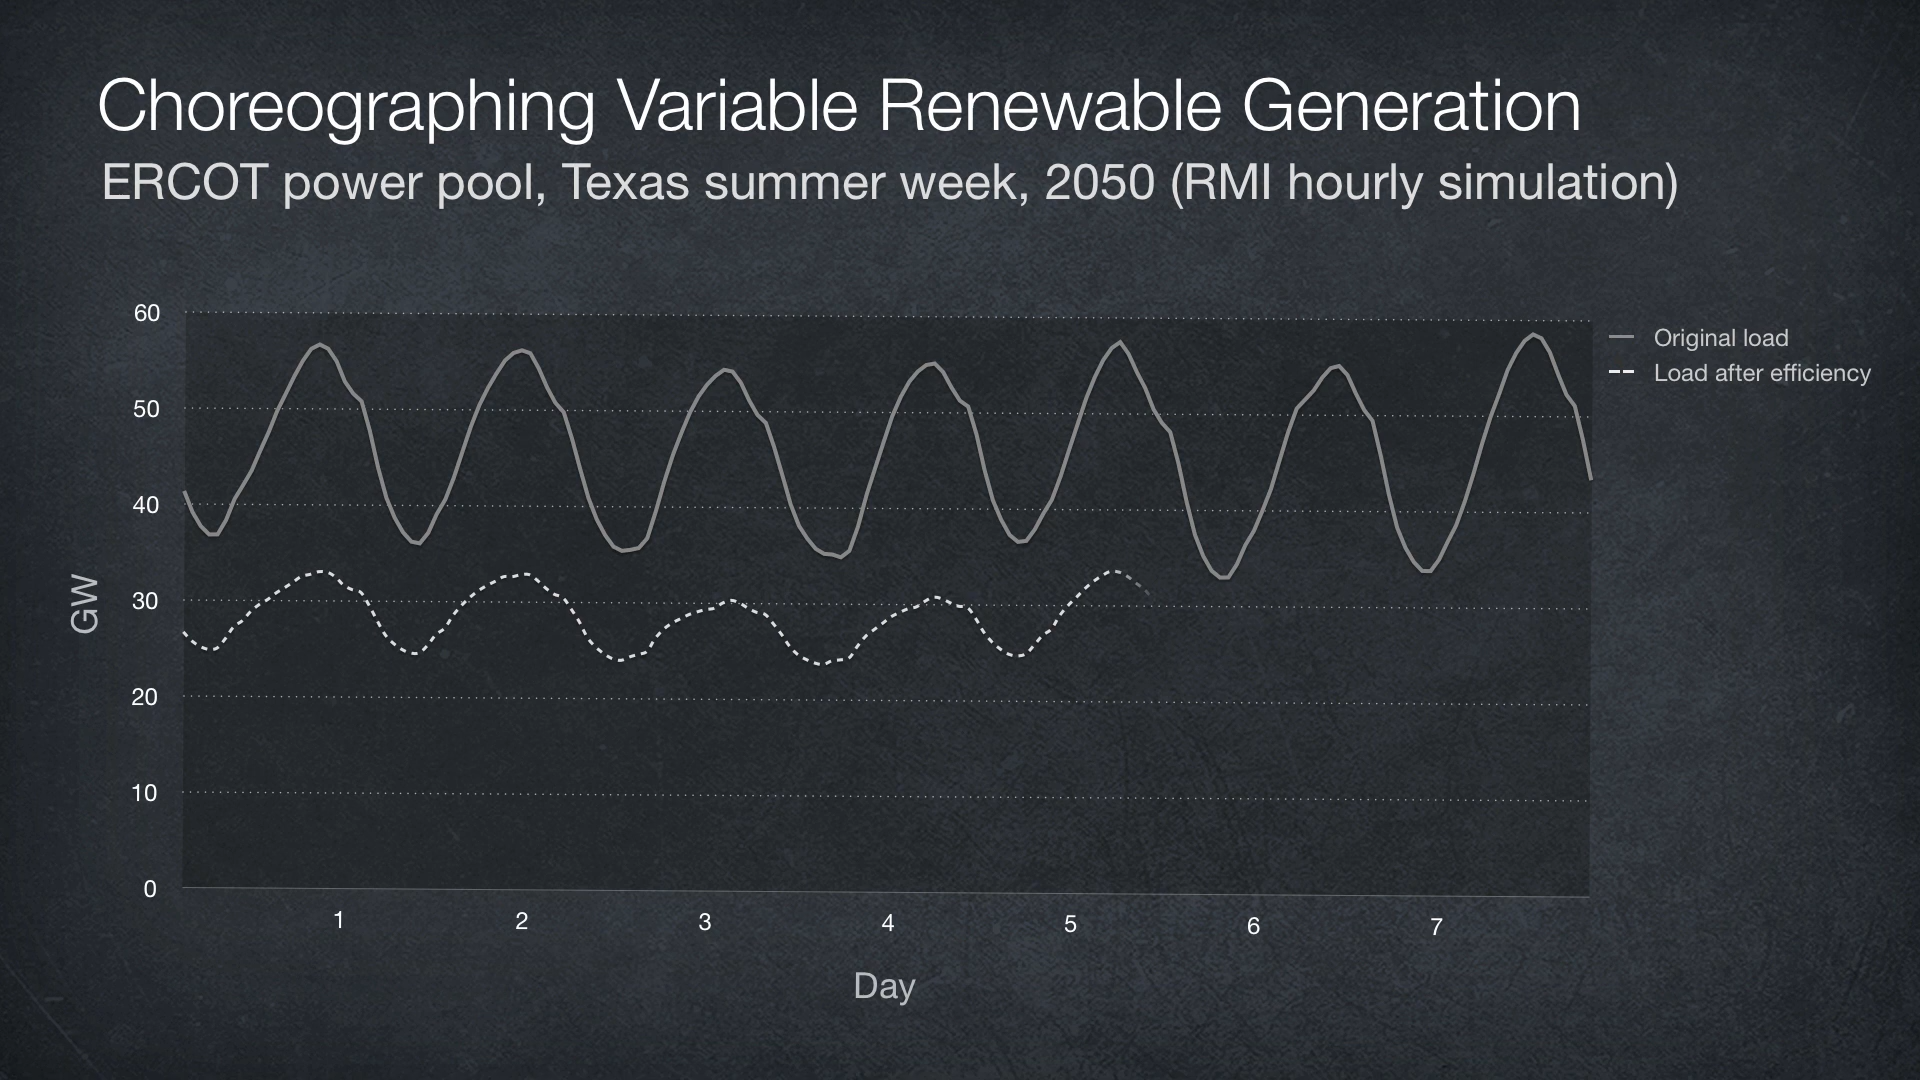 Choreographing Variable Renewable Generation
ERCOT power pool, Texas summer week, 2050 (RMI hourly simulation)
60
50
40
30
20
10
0
GW
1 2 3 4 5 6 7
Day
Original load
Load after efficiency